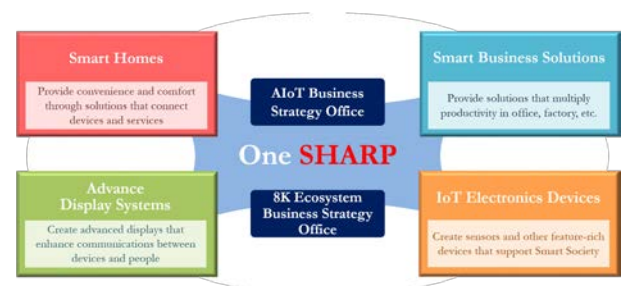 Smart Homes
Provide convenience and comfort
through solutions that connect
devices and services
AIoT Business
Strategy Office
Smart Business Solutions
Provide solutions that multiply
productivity in office, factory, etc.
One SHARP
Advance
Display Systems
Create advanced displays that
enhance communications between
devices and people
8K Ecosystem
Business Strategy
Office
IoT Electronics Devices
Create sensors and other feature-rich
devices that support Smart Society